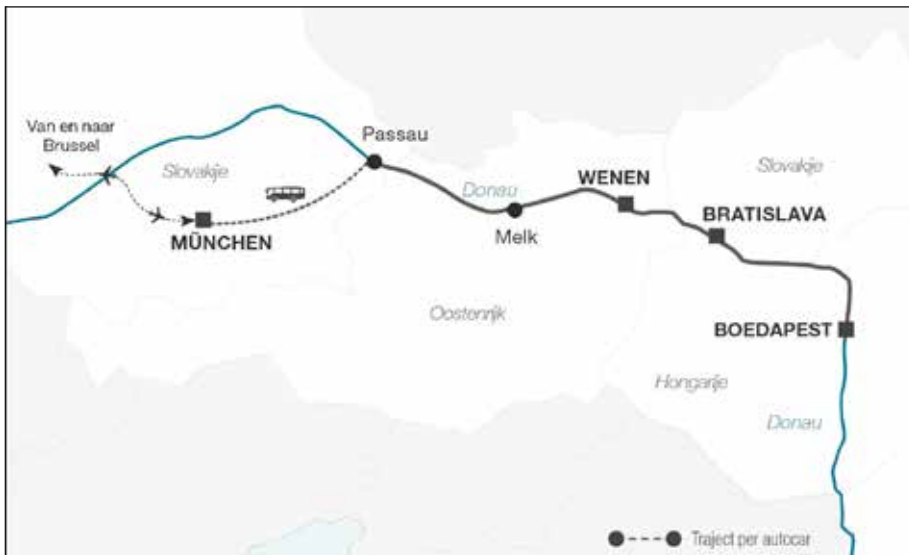 Van en naar
Brussel
Slovakije
MÜNCHEN
Passau
Donau
Melk
WENEN
Slovakije
BRATISLAVA
Oostenrijk
BOEDAPEST
Hongarije
Donau
Traject per autocar